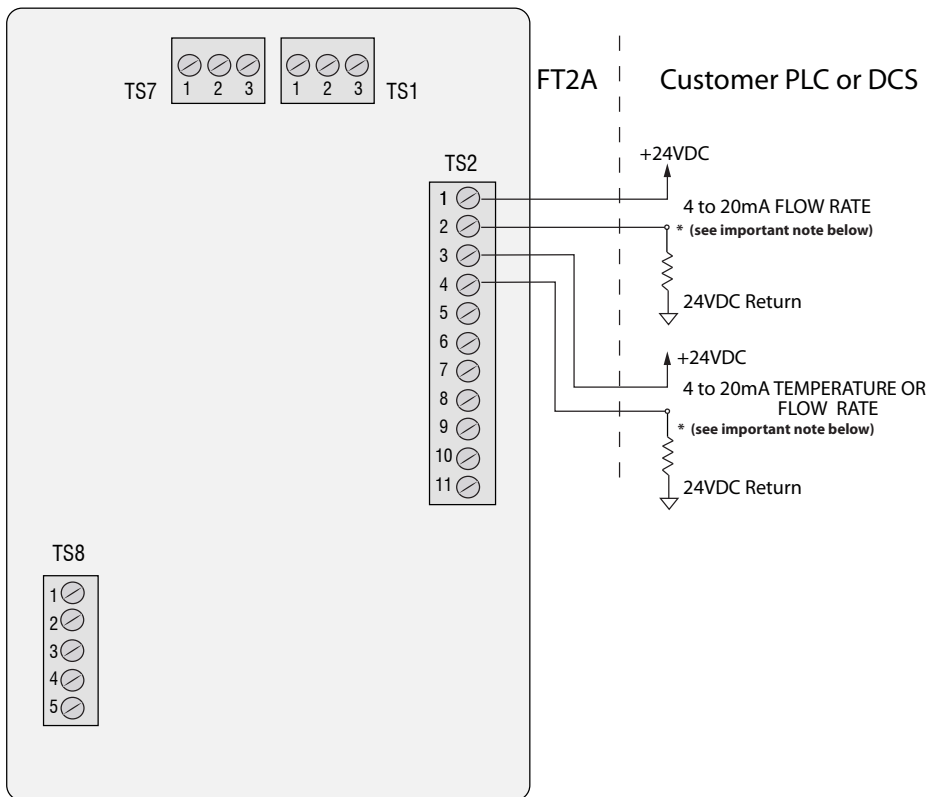 TS7
1 2 3
1 2 3
TS1
FT2A
Customer PLC or DCS
TS2
1
2
3
4
5
6
7
8
9
10
11
+24VDC
4 to 20mA FLOW RATE
* (see important note below)
24VDC Return
+24VDC
4 to 20mA TEMPERATURE OR
FLOW RATE
* (see important note below)
24VDC Return
TS8
1
2
3
4
5